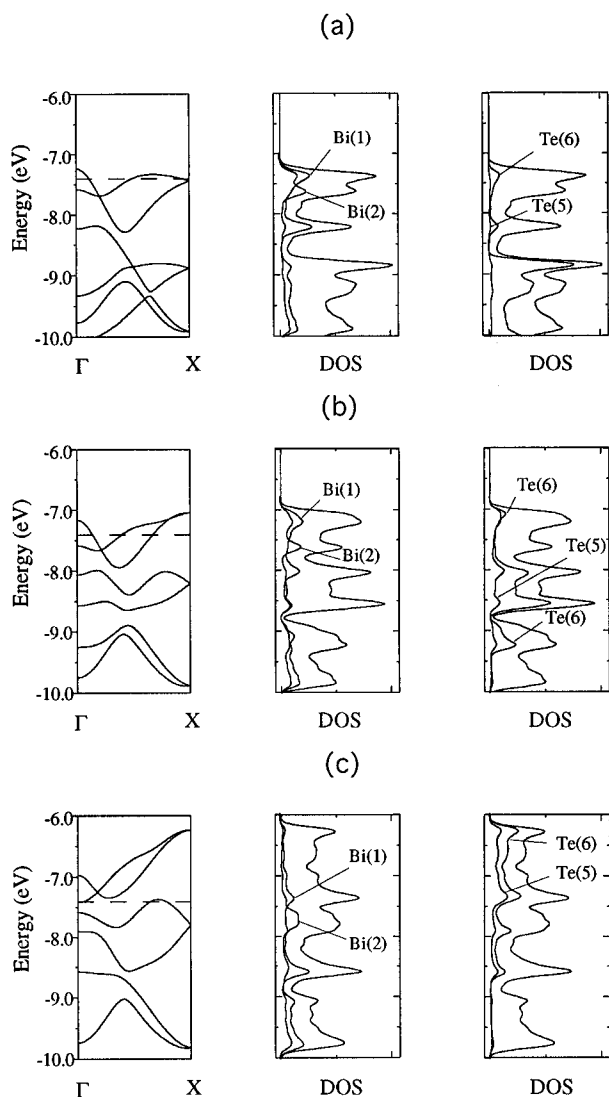 (a)
Energy (eV)
-6.0
-7.0
-8.0
-9.0
-10.0
Γ
X
Bi(1)
Bi(2)
DOS
Te(6)
Te(5)
DOS
(b)
Energy (eV)
-6.0
-7.0
-8.0
-9.0
-10.0
Γ
X
Bi(1)
Bi(2)
DOS
Te(6)
Te(5)
Te(6)
DOS
(c)
Energy (eV)
-6.0
-7.0
-8.0
-9.0
-10.0
Γ
X
Bi(1)
Bi(2)
DOS
Te(6)
Te(5)
DOS